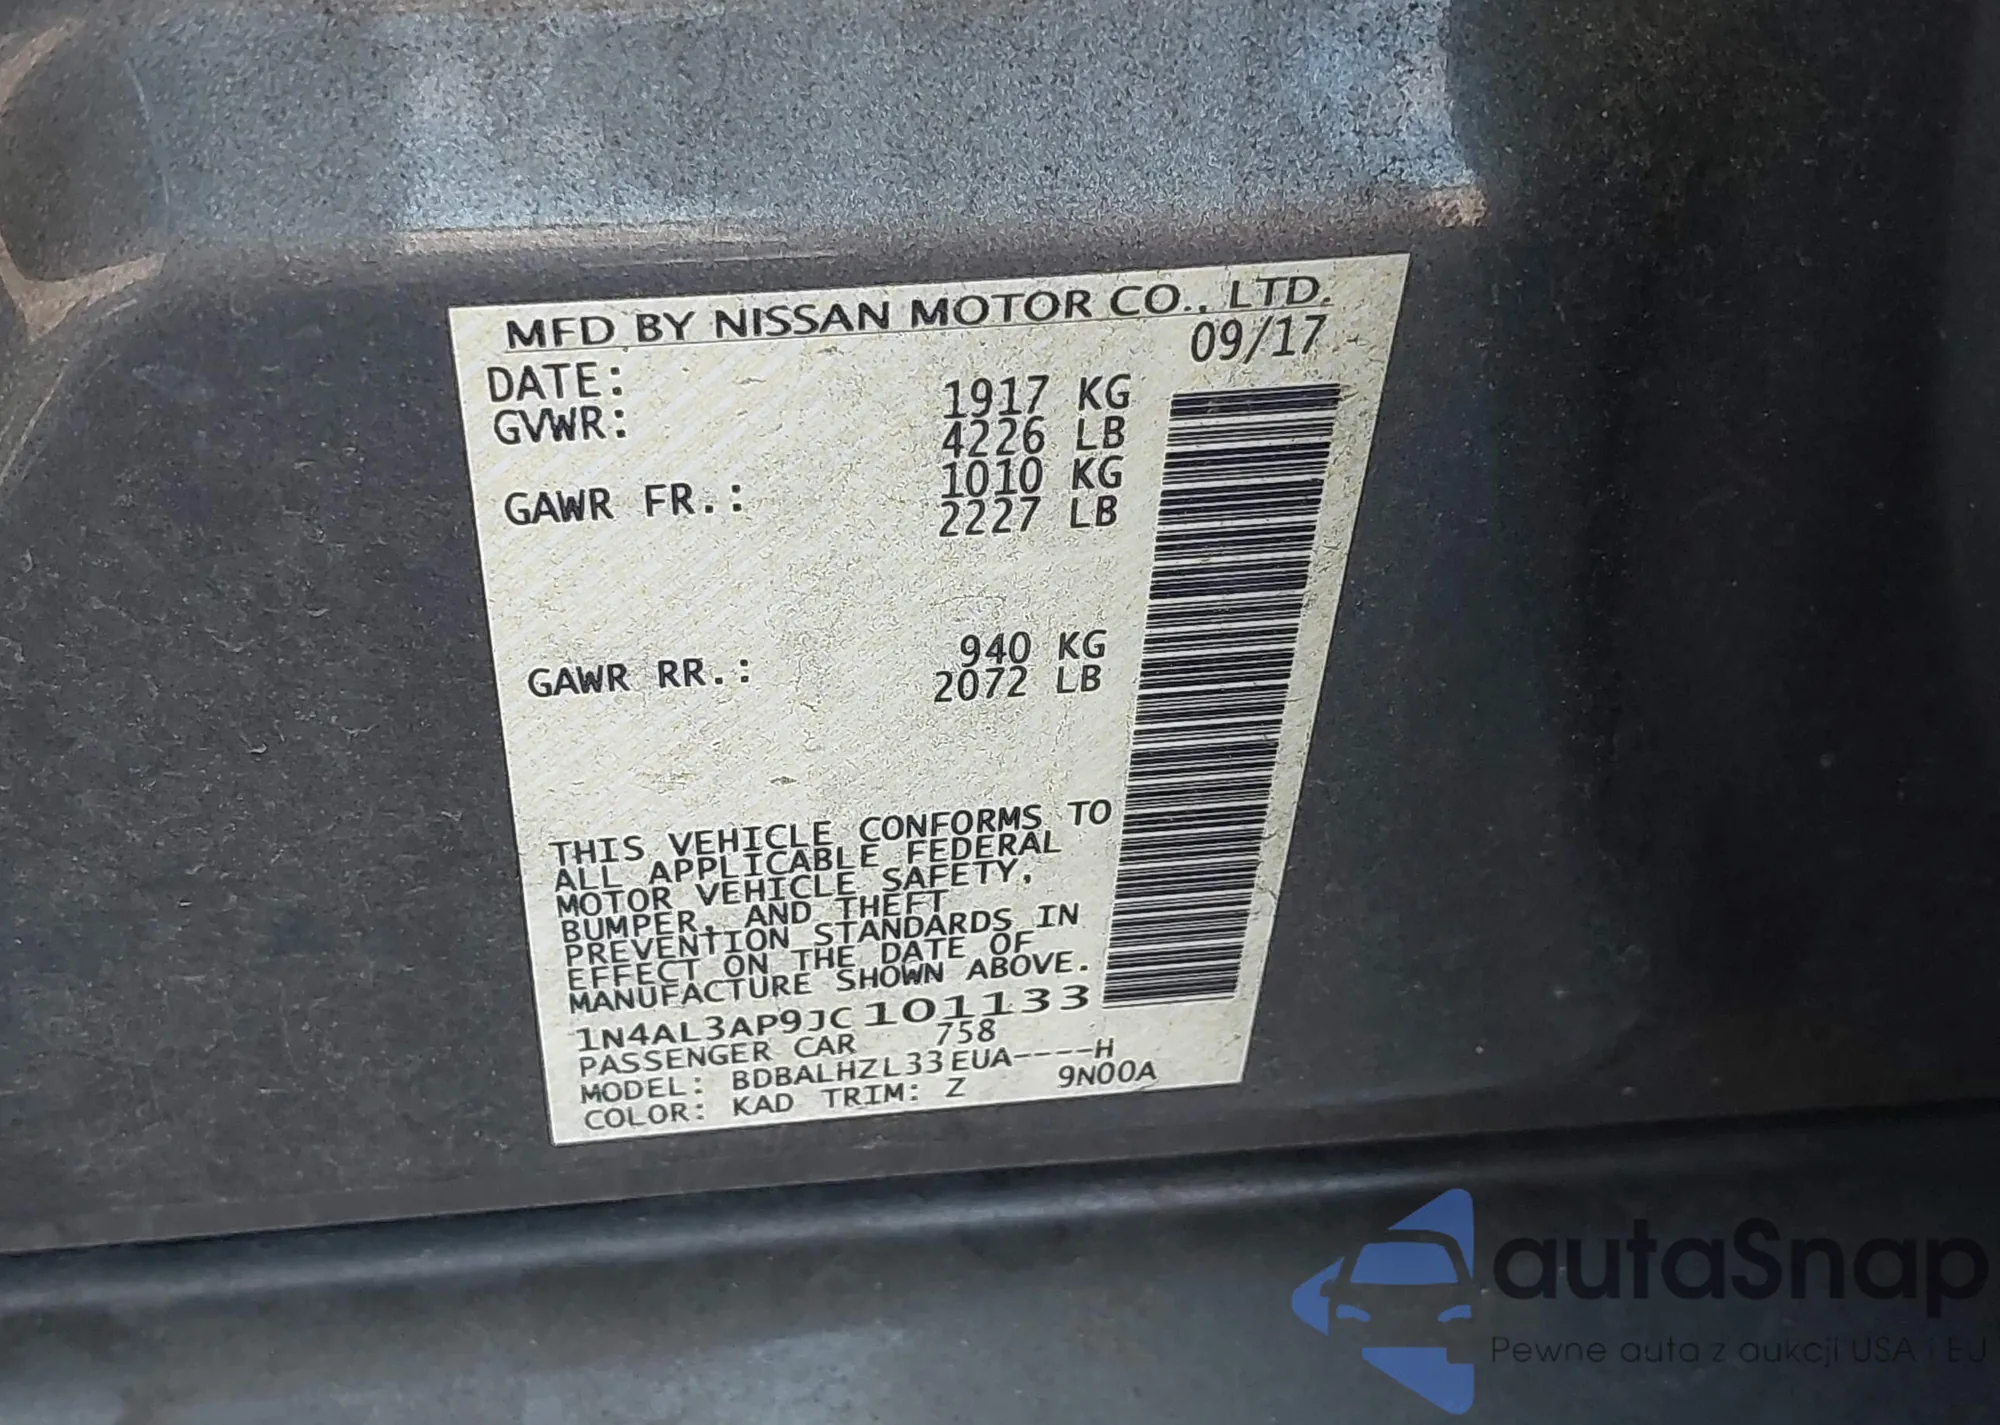 MFD BY NISSAN MOTOR CO., LTD.
DATE: 09/17
GVWR: 1917 KG
4226 LB
GAWR FR.: 1010 KG
2227 LB
GAWR RR.: 940 KG
2072 LB
THIS VEHICLE CONFORMS TO
ALL APPLICABLE FEDERAL
MOTOR VEHICLE SAFETY,
BUMPER, AND THEFT
PREVENTION STANDARDS IN
EFFECT ON THE DATE OF
MANUFACTURE SHOWN ABOVE.
1N4AL3AP9JC101133
PASSENGER CAR 758
MODEL: BDBALHZL33EUA----H
COLOR: KAD TRIM: Z 9N00A
autaSnap
Pewne auta z aukcji USA i EU